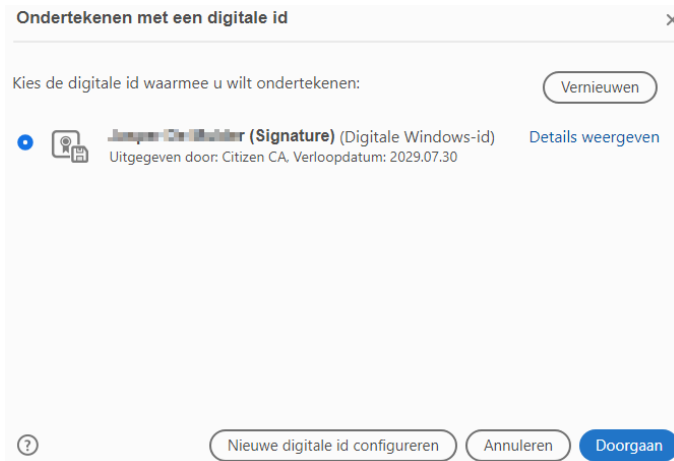 Ondertekenen met een digitale id
Kies de digitale id waarmee u wilt ondertekenen:
Vernieuwen
(Signature) (Digitale Windows-id)
Details weergeven
Uitgegeven door: Citizen CA, Verloopdatum: 2029.07.30
Nieuwe digitale id configureren
Annuleren
Doorgaan